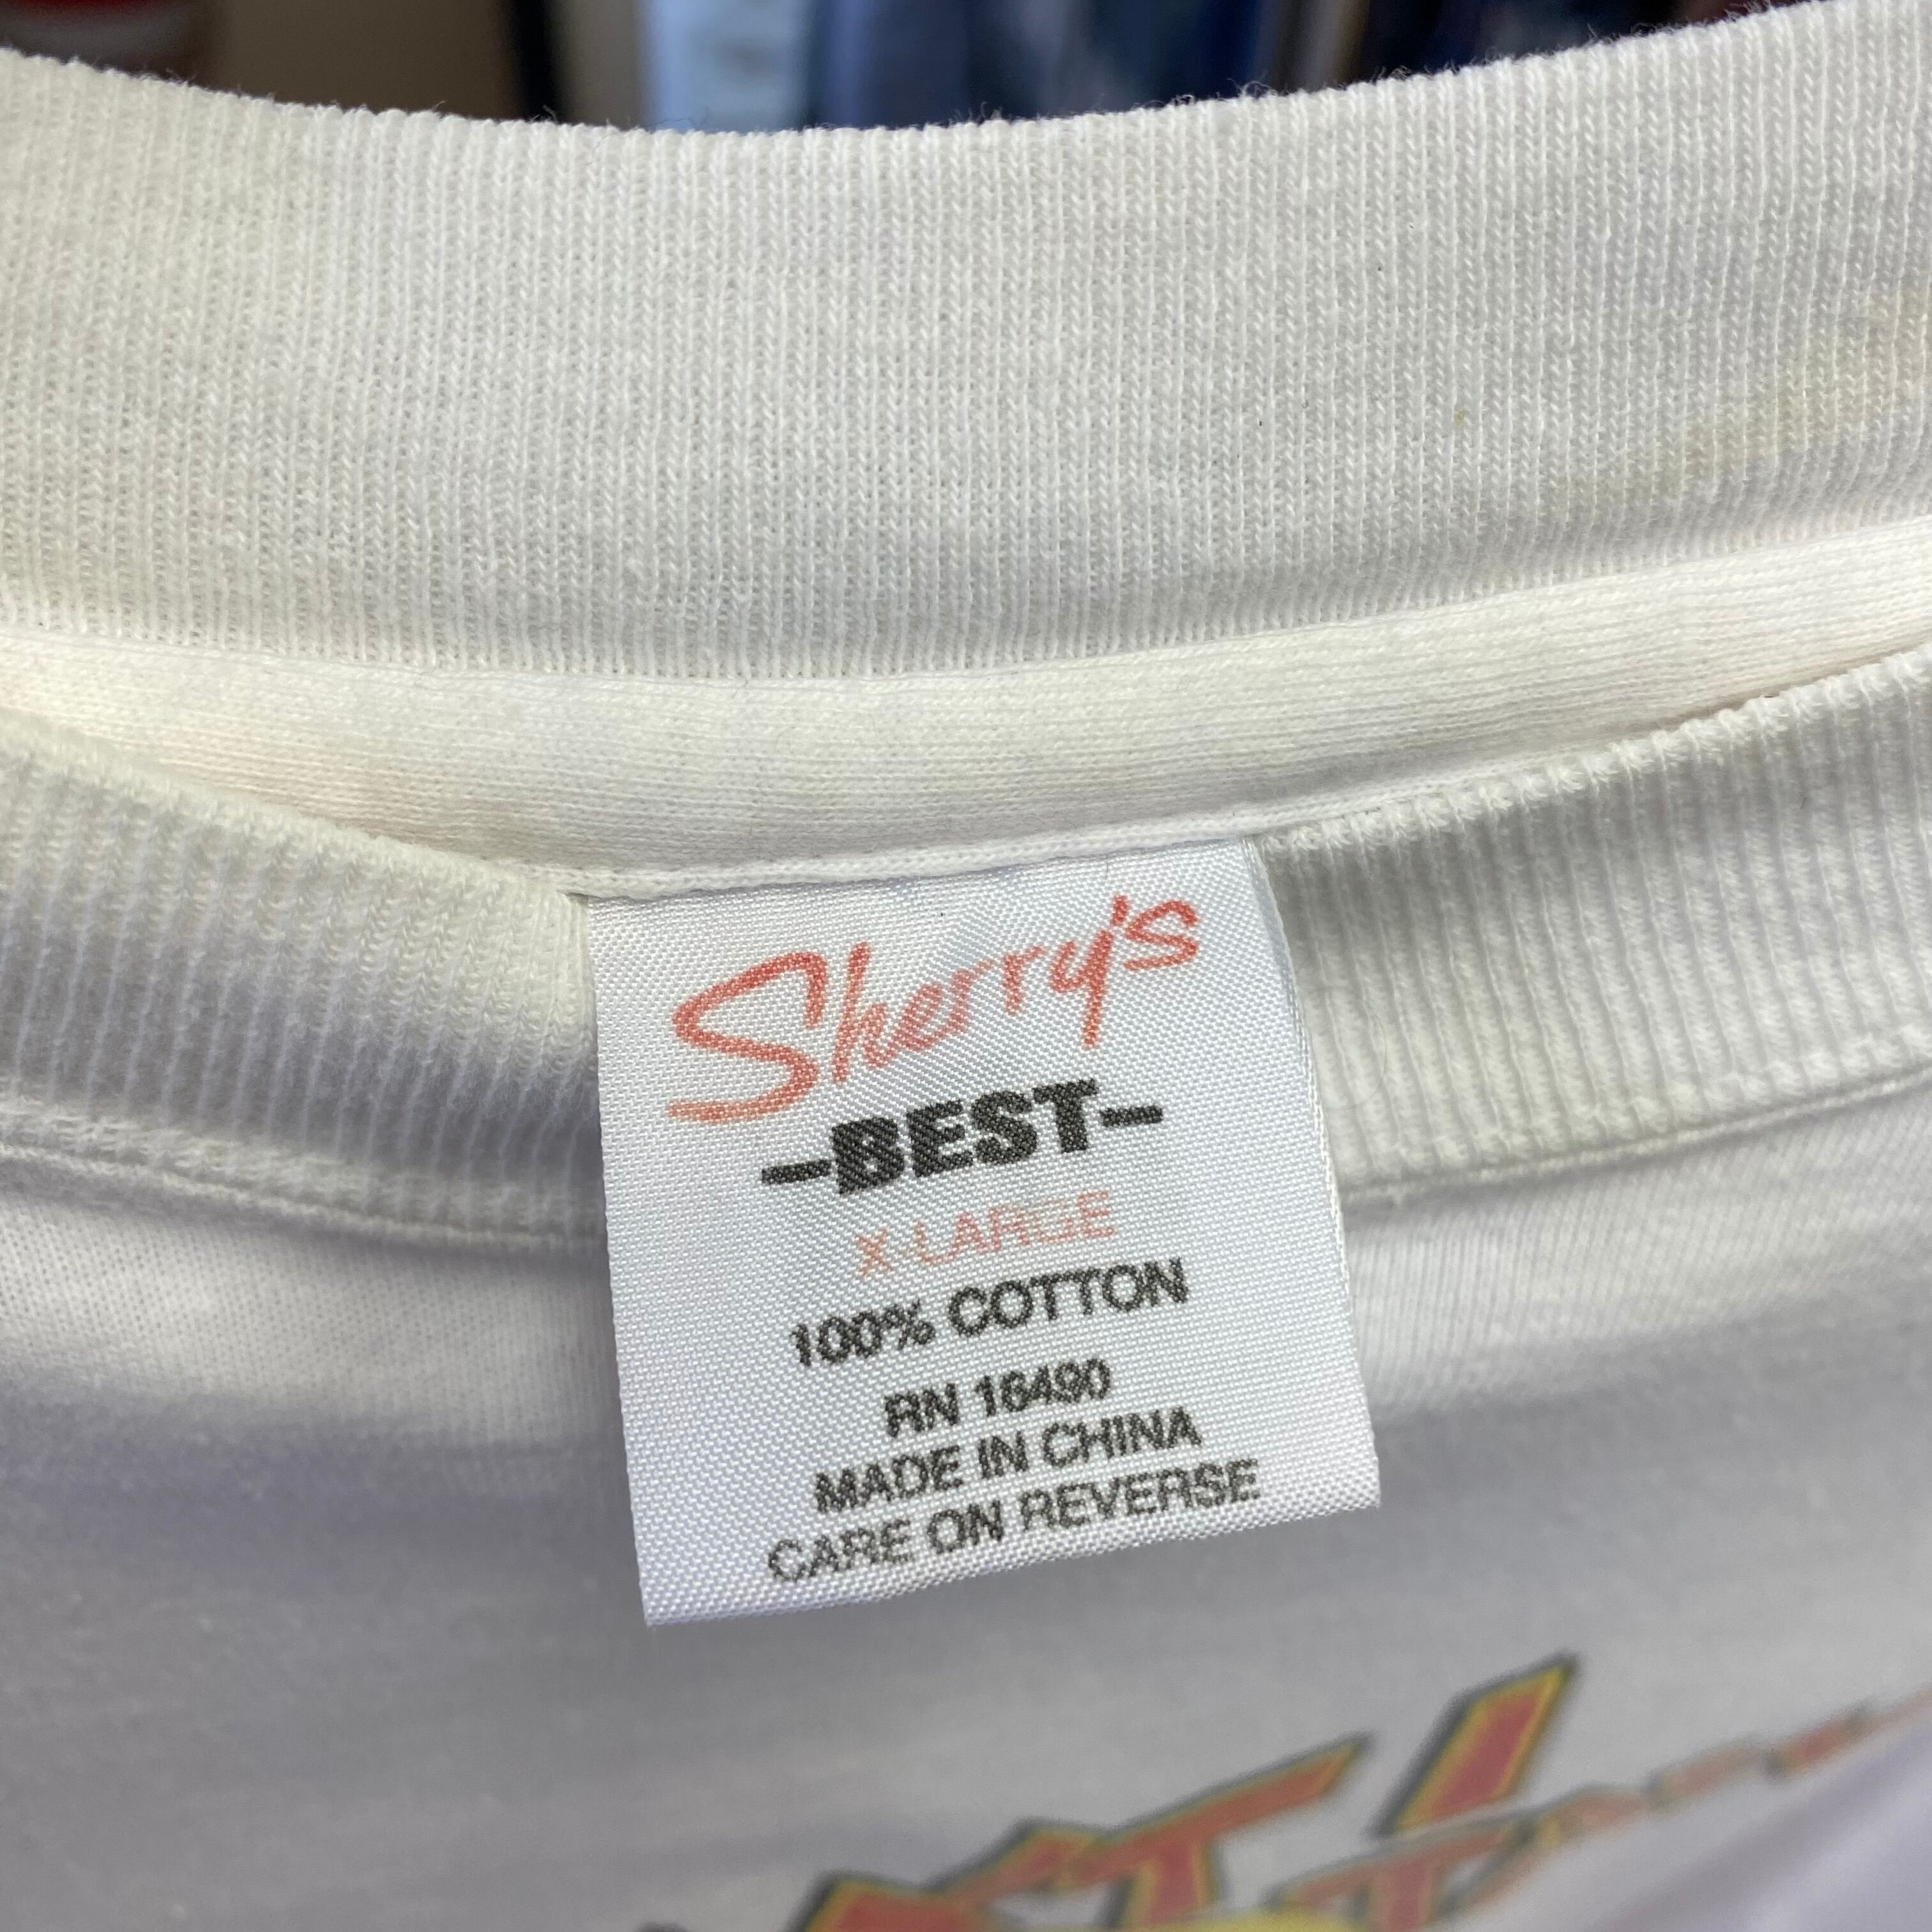 Sherry's
-BEST-
X-LARGE
100% COTTON
RN 16490
MADE IN CHINA
CARE ON REVERSE